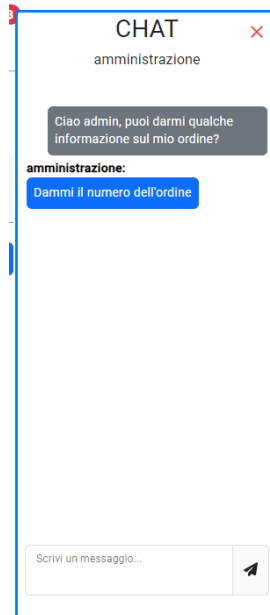 CHAT
amministrazione
Ciao admin, puoi darmi qualche
informazione sul mio ordine?
amministrazione:
Dammi il numero dell'ordine
Scrivi un messaggio...